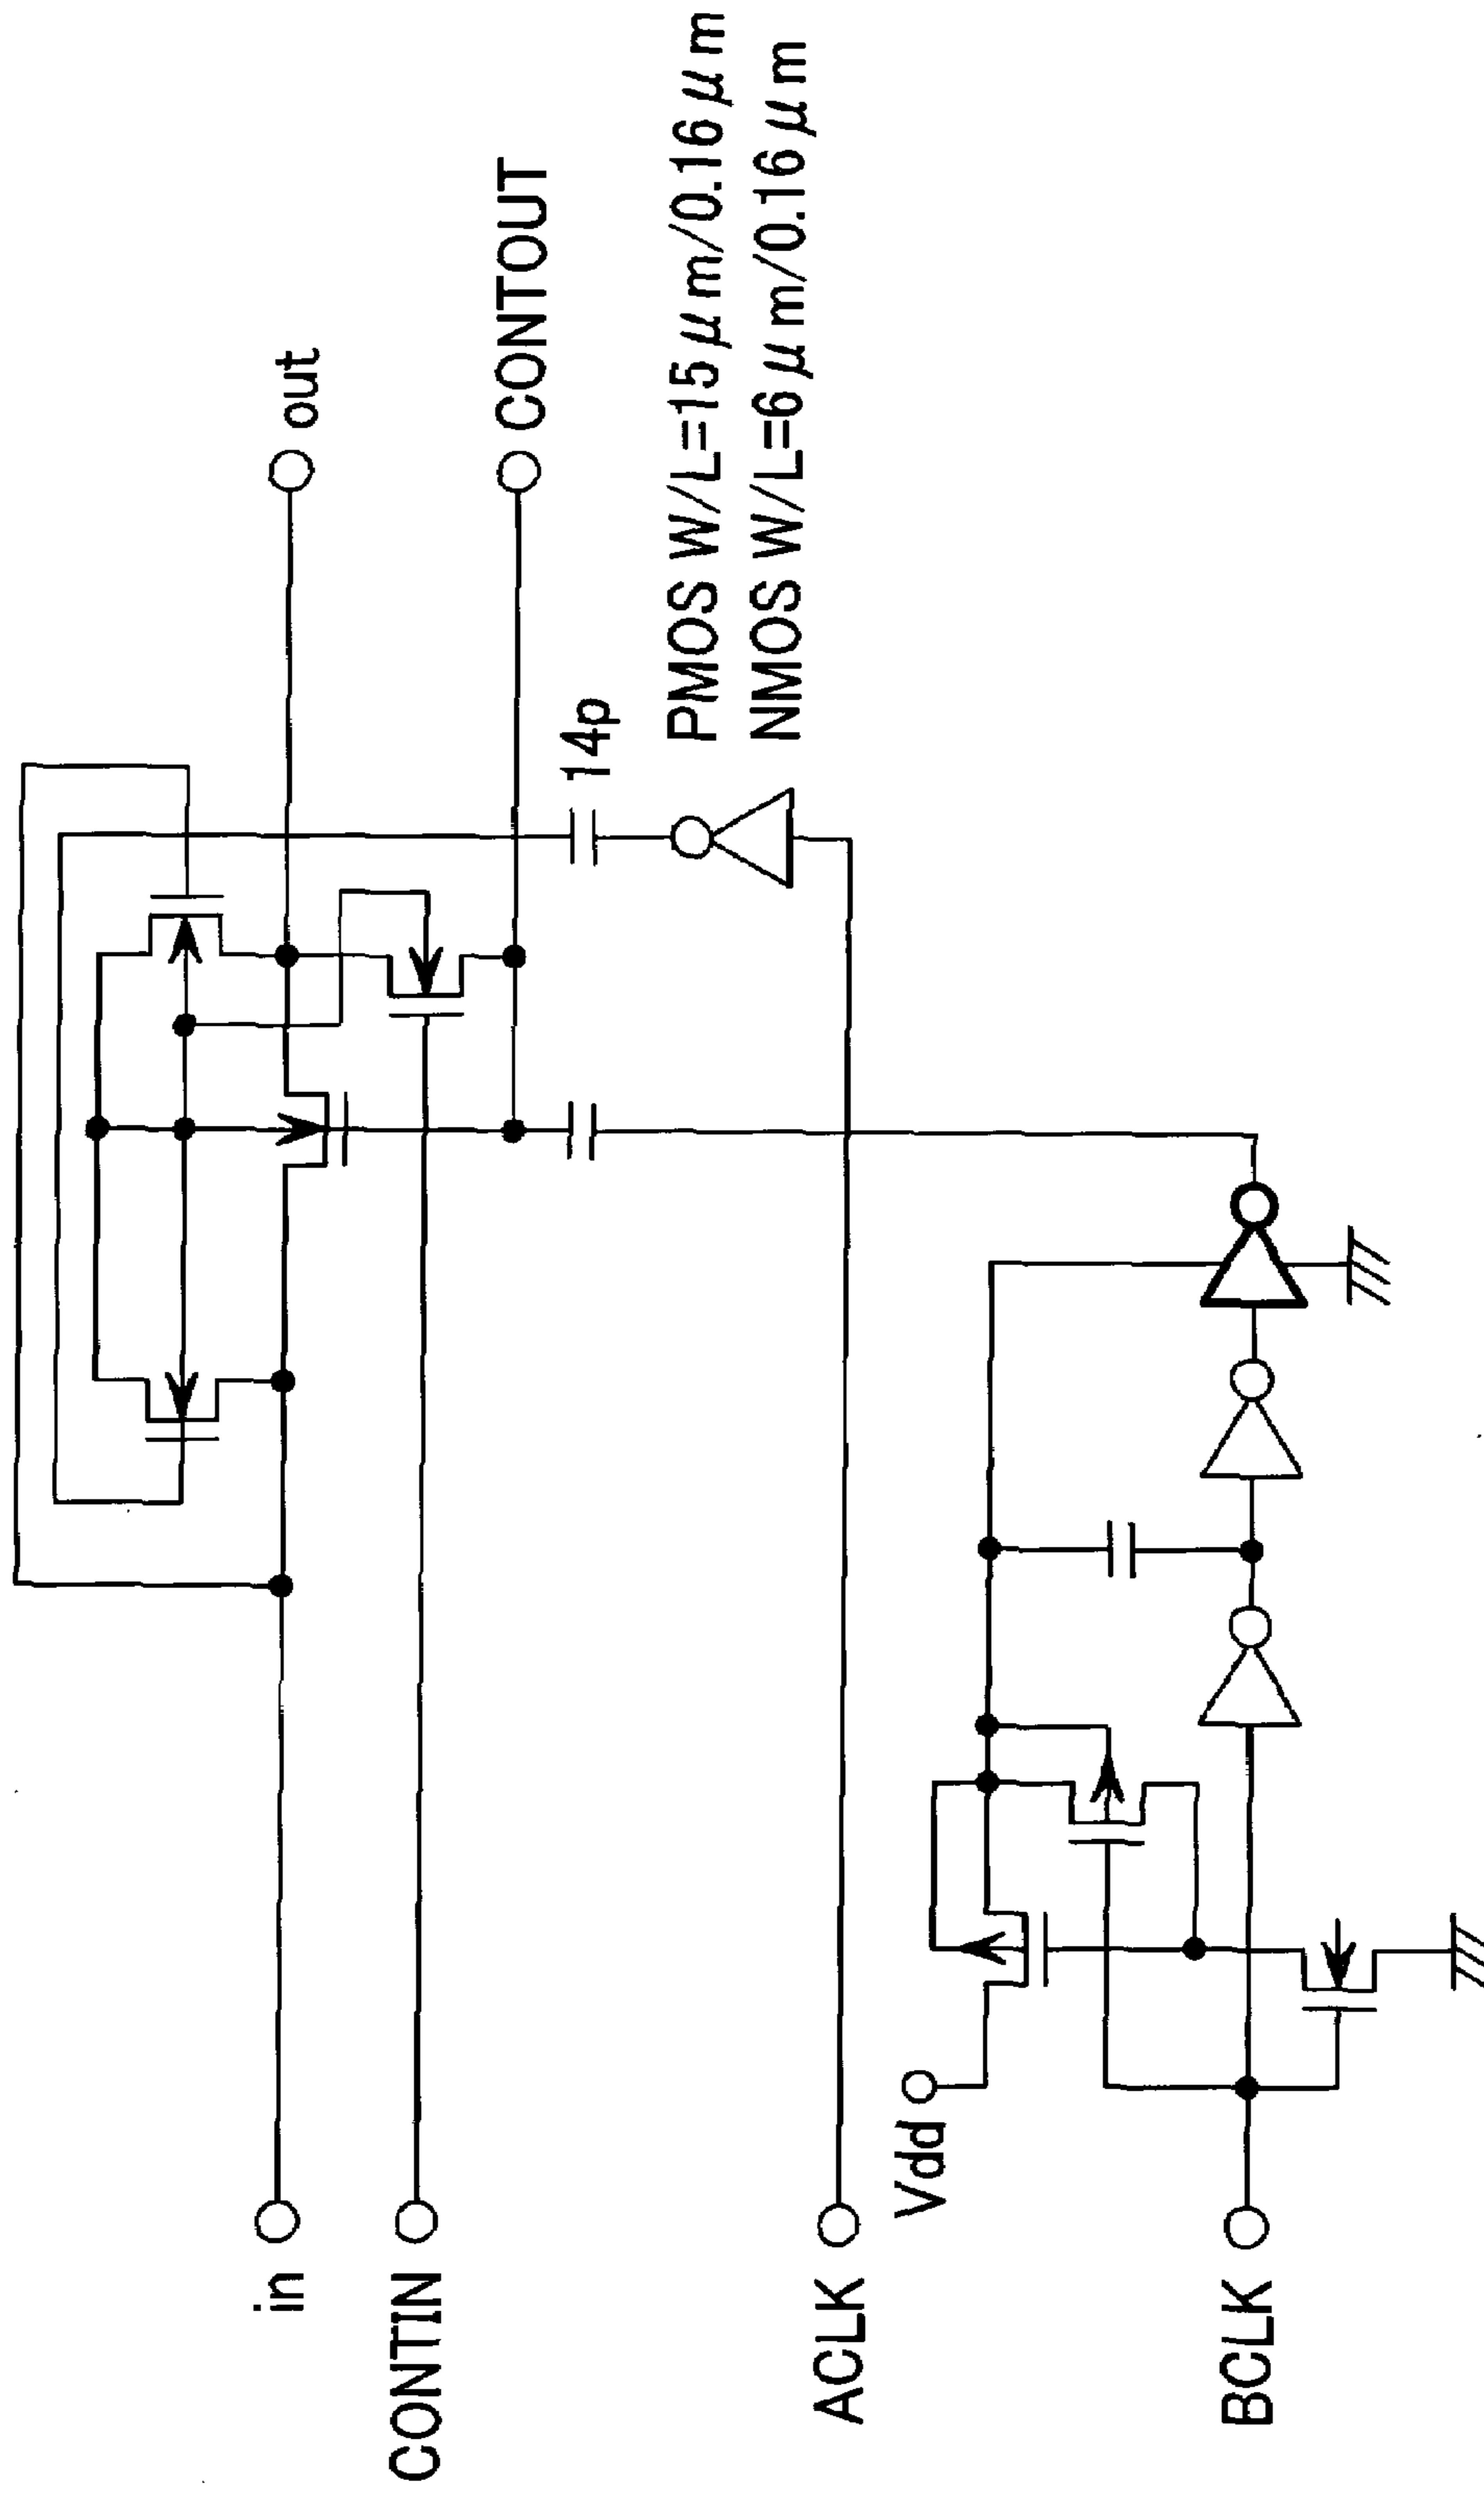 in
out
CONTIN
CONTOUT
14p
PMOS W/L=15μm/0.16μm
NMOS W/L=6μm/0.16μm
ACLK
Vdd
BCLK